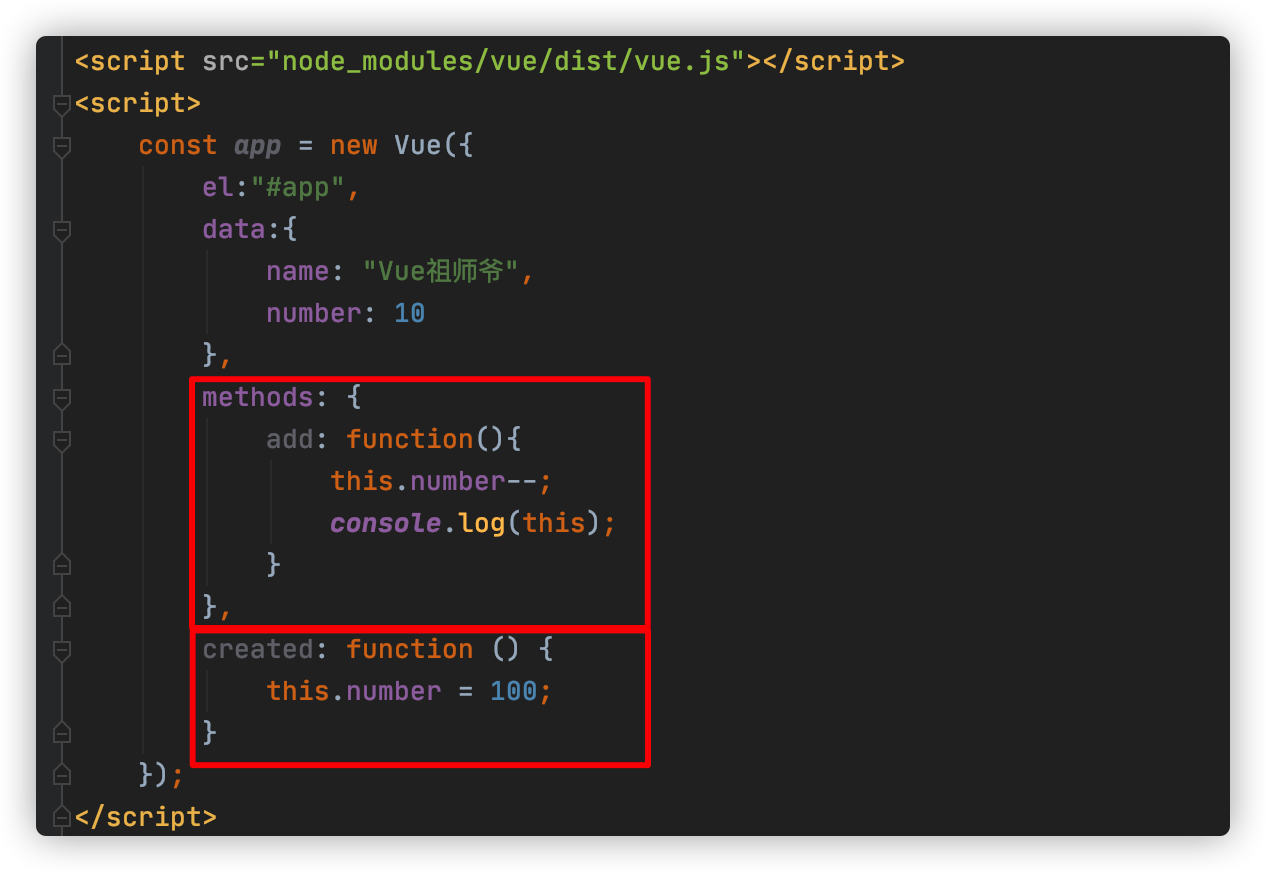 <script src="node_modules/vue/dist/vue.js"></script>
<script>
    const app = new Vue({
        el:"#app",
        data:{
            name: "Vue祖师爷",
            number: 10
        },
        methods: {
            add: function(){
                this.number--;
                console.log(this);
            }
        },
        created: function () {
            this.number = 100;
        }
    });
</script>